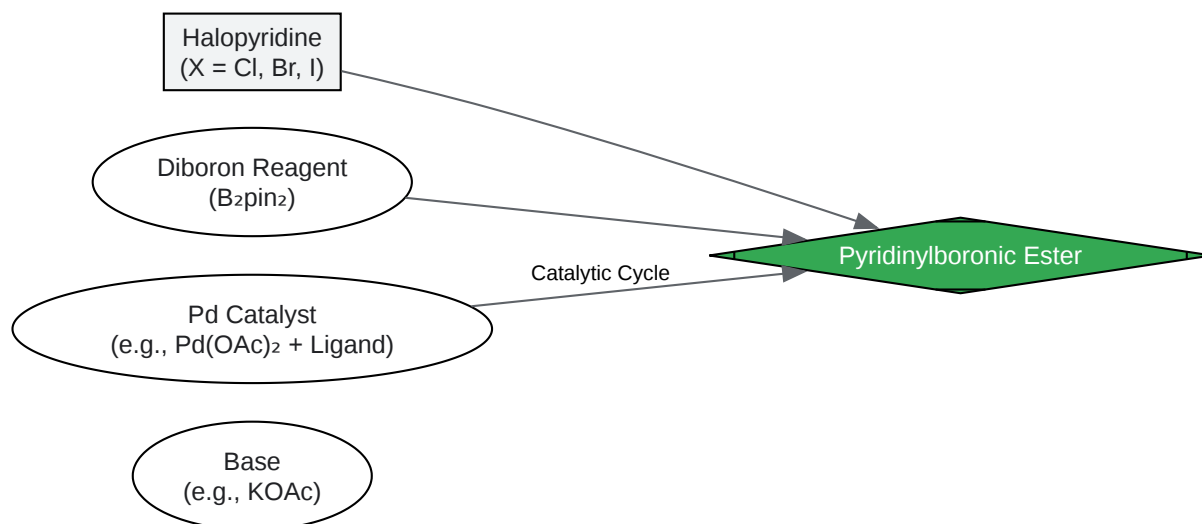 Halopyridine
(X = Cl, Br, I)
Diboron Reagent
(B₂pin₂)
Pyridinylboronic Ester
Catalytic Cycle
Pd Catalyst
(e.g., Pd(OAc)₂ + Ligand)
Base
(e.g., KOAc)